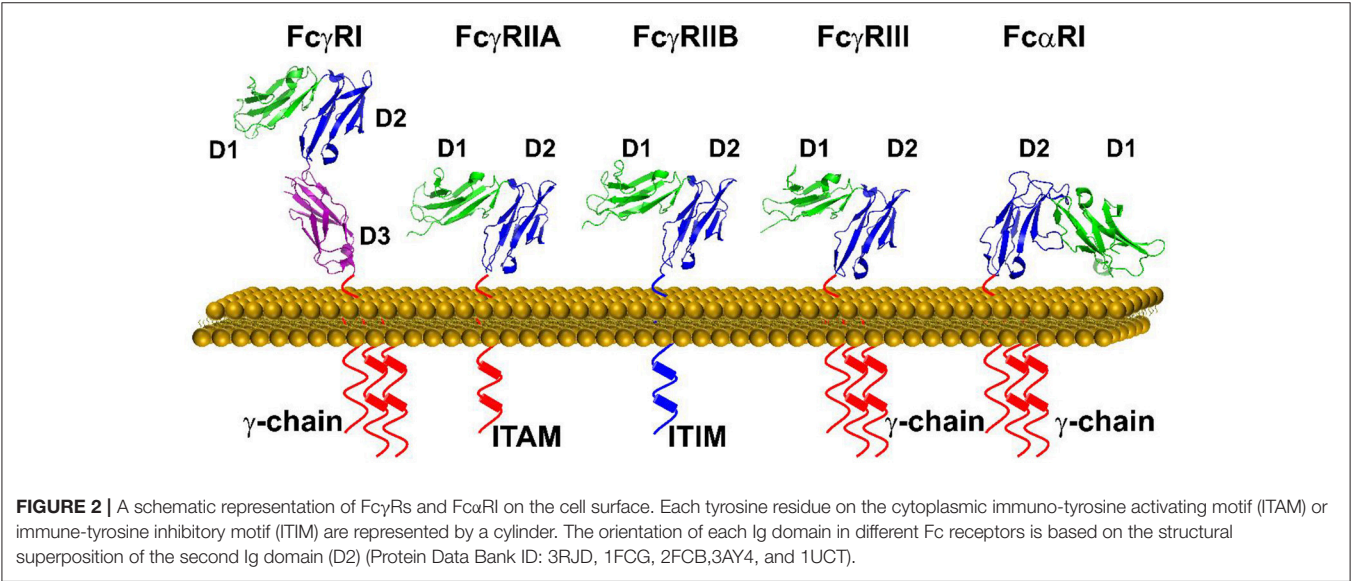 FcγRI FcγRIIA FcγRIIB FcγRIII FcαRI
D1 D2 D3
D1 D2
D1 D2
D1 D2
D2 D1
γ-chain ITAM ITIM γ-chain γ-chain
FIGURE 2 | A schematic representation of FcγRs and FcαRI on the cell surface. Each tyrosine residue on the cytoplasmic immuno-tyrosine activating motif (ITAM) or
immune-tyrosine inhibitory motif (ITIM) are represented by a cylinder. The orientation of each Ig domain in different Fc receptors is based on the structural
superposition of the second Ig domain (D2) (Protein Data Bank ID: 3RJD, 1FCG, 2FCB,3AY4, and 1UCT).